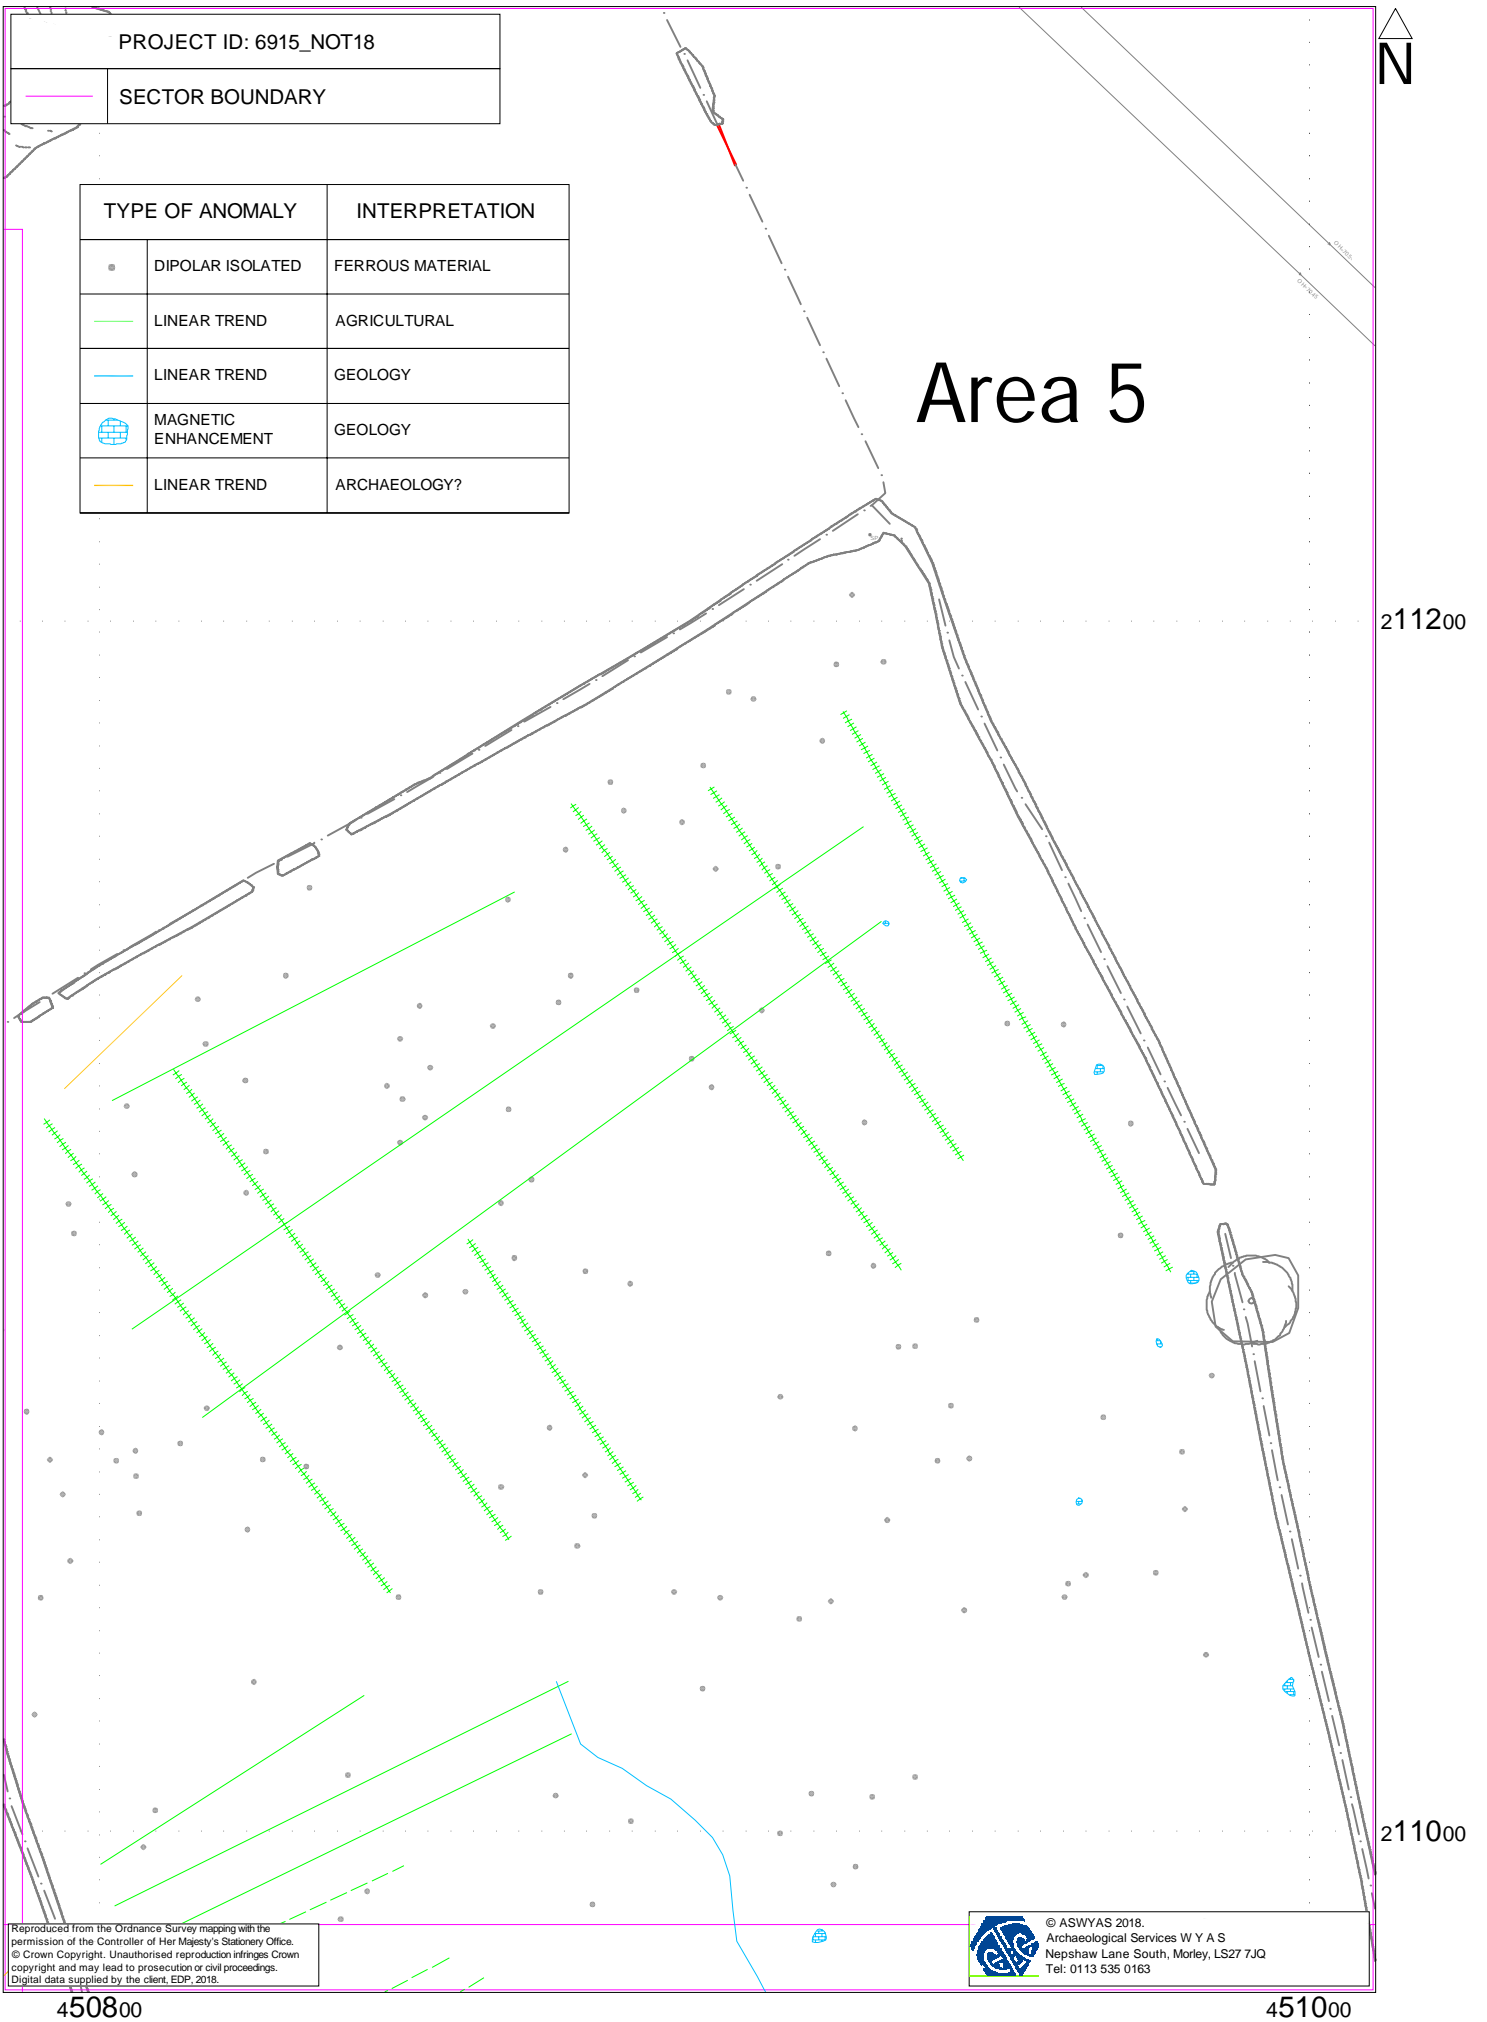 PROJECT ID: 6915_NOT18
SECTOR BOUNDARY
N
TYPE OF ANOMALY INTERPRETATION
DIPOLAR ISOLATED FERROUS MATERIAL
LINEAR TREND AGRICULTURAL
LINEAR TREND GEOLOGY
MAGNETIC
ENHANCEMENT GEOLOGY
LINEAR TREND ARCHAEOLOGY?
Area 5
211200
211000
Reproduced from the Ordnance Survey mapping with the
permission of the Controller of Her Majesty's Stationery Office.
© Crown Copyright. Unauthorised reproduction infringes Crown
copyright and may lead to prosecution or civil proceedings.
Digital data supplied by the client, EDP, 2018.
© ASWYAS 2018.
Archaeological Services W Y A S
Nepshaw Lane South, Morley, LS27 7JQ
Tel: 0113 535 0163
450800
451000